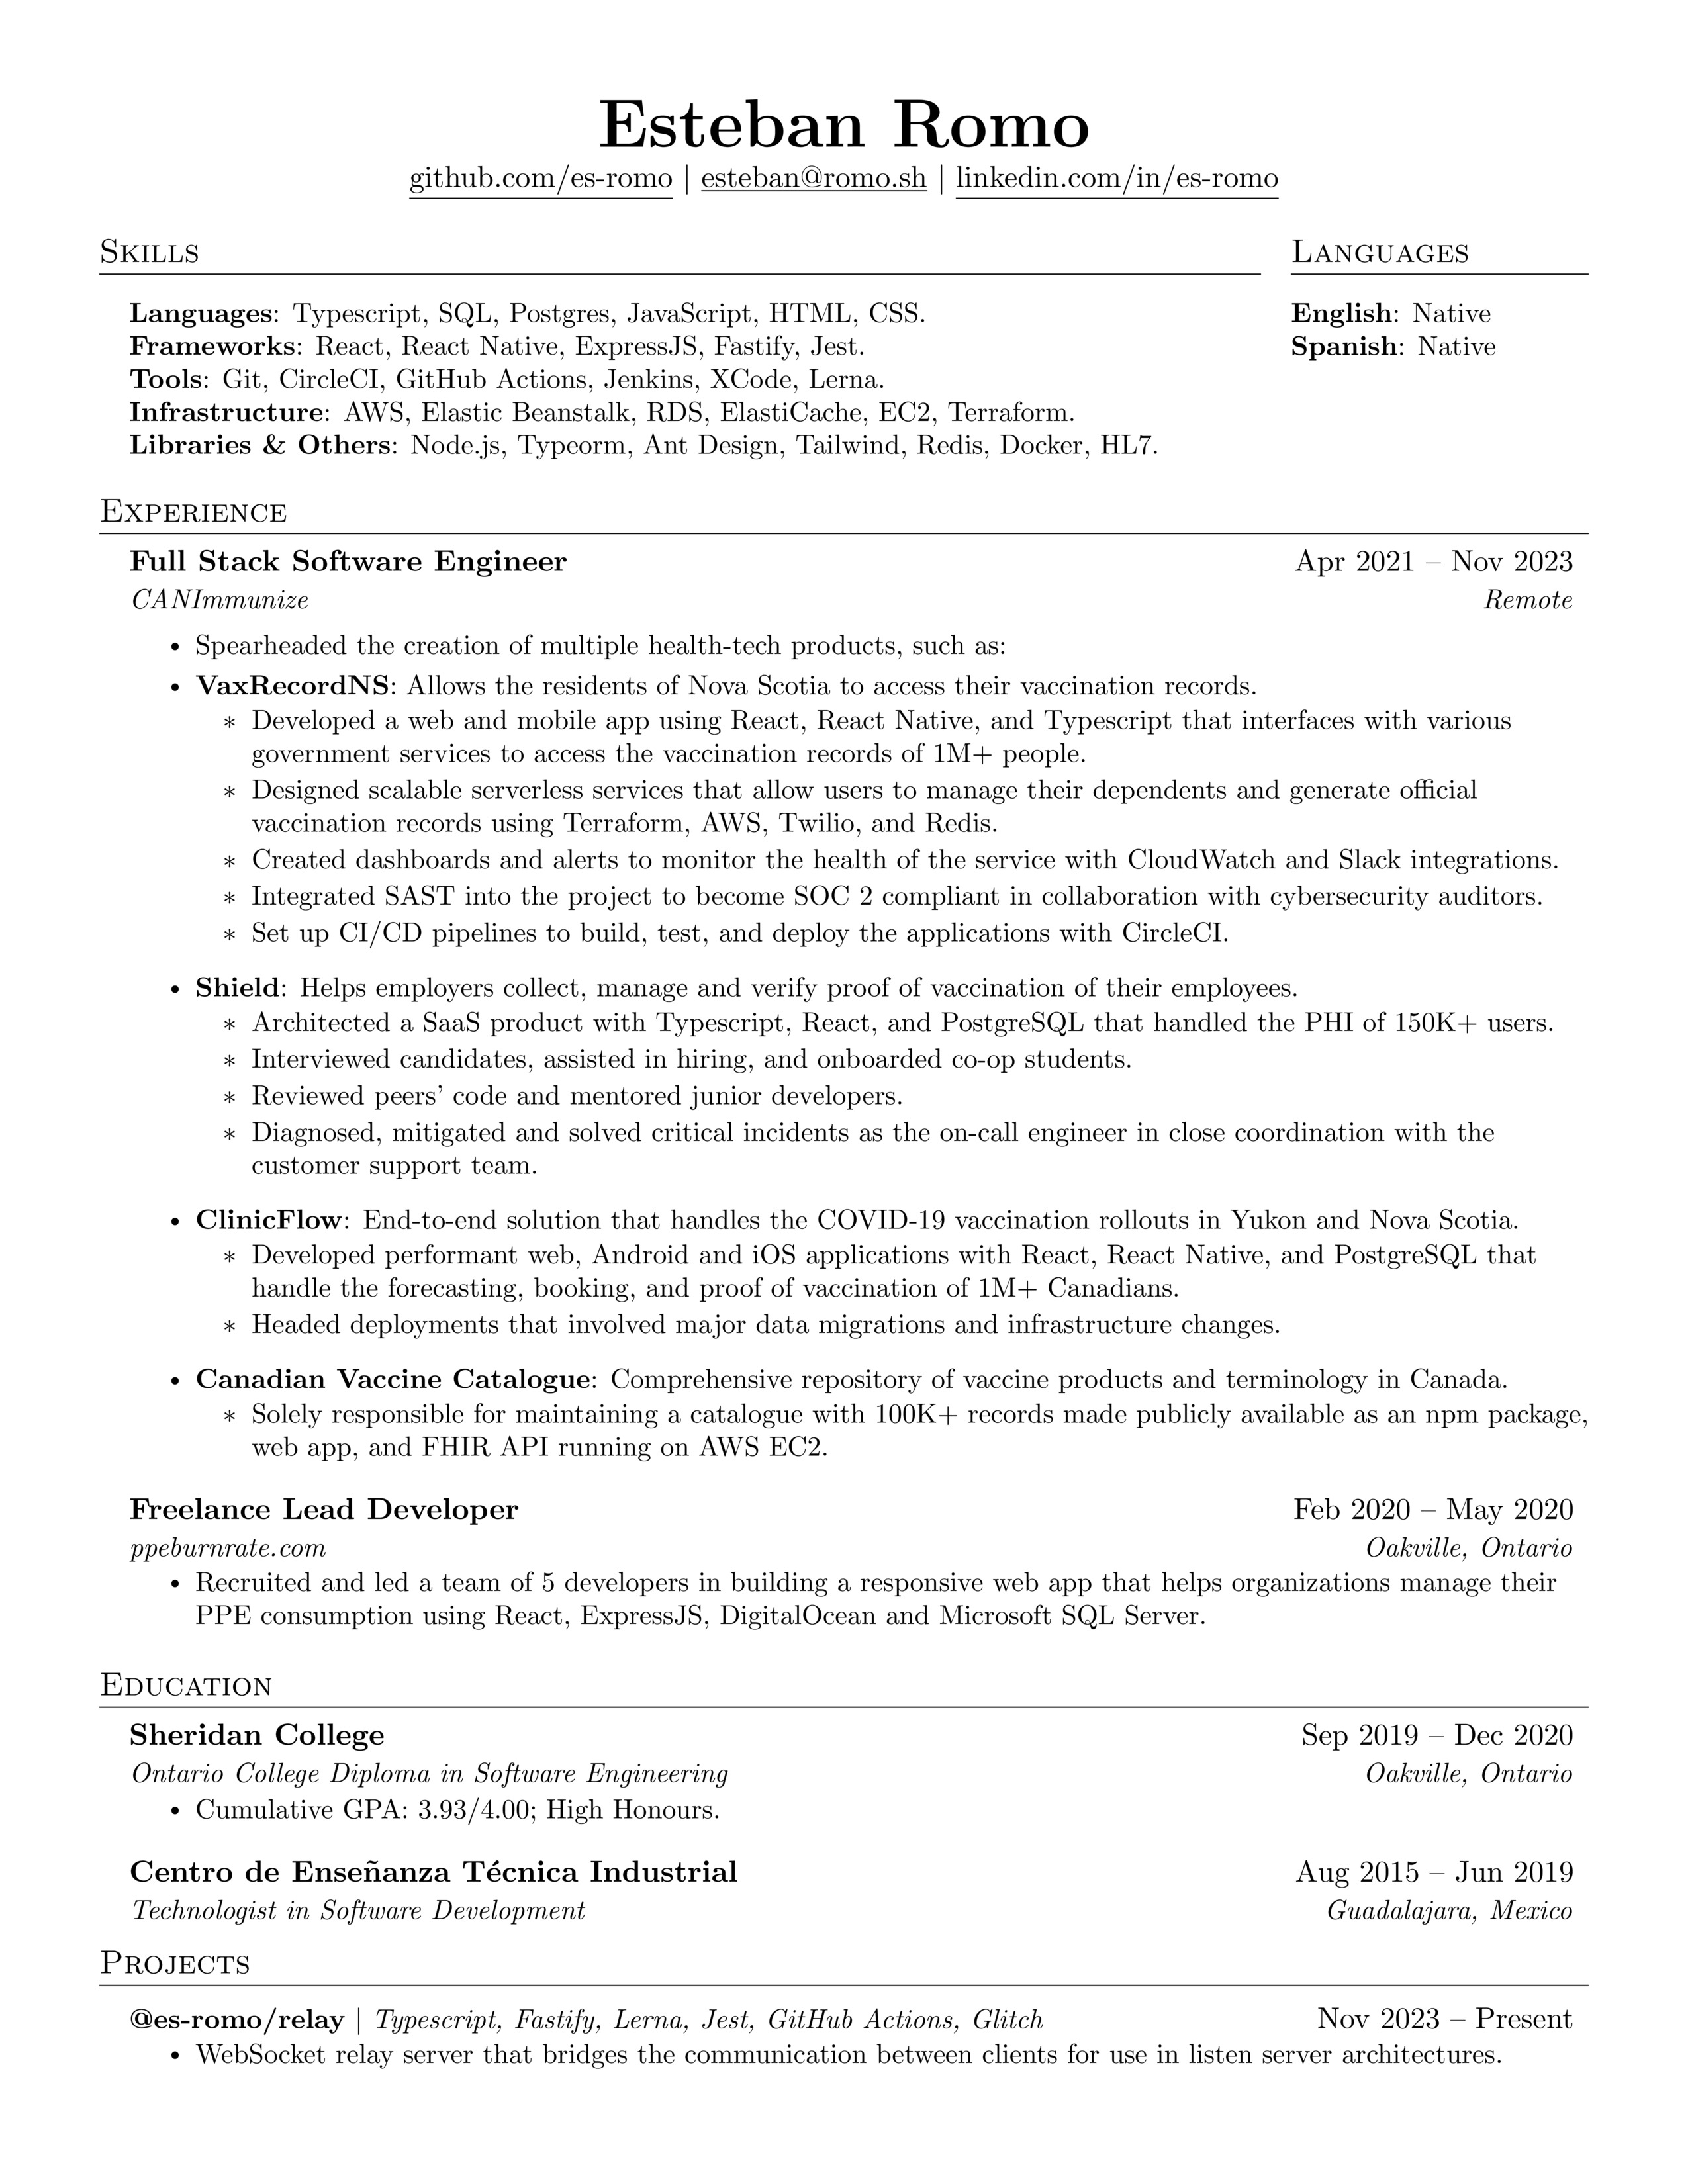 Esteban Romo
github.com/es-romo | esteban@romo.sh | linkedin.com/in/es-romo
Skills
Languages: Typescript, SQL, Postgres, JavaScript, HTML, CSS.
Frameworks: React, React Native, ExpressJS, Fastify, Jest.
Tools: Git, CircleCI, GitHub Actions, Jenkins, XCode, Lerna.
Infrastructure: AWS, Elastic Beanstalk, RDS, ElastiCache, EC2, Terraform.
Libraries & Others: Node.js, Typeorm, Ant Design, Tailwind, Redis, Docker, HL7.
Languages
English: Native
Spanish: Native
Experience
Full Stack Software Engineer Apr 2021 – Nov 2023
CANImmunize Remote
• Spearheaded the creation of multiple health-tech products, such as:
• VaxRecordNS: Allows the residents of Nova Scotia to access their vaccination records.
∗ Developed a web and mobile app using React, React Native, and Typescript that interfaces with various
government services to access the vaccination records of 1M+ people.
∗ Designed scalable serverless services that allow users to manage their dependents and generate official
vaccination records using Terraform, AWS, Twilio, and Redis.
∗ Created dashboards and alerts to monitor the health of the service with CloudWatch and Slack integrations.
∗ Integrated SAST into the project to become SOC 2 compliant in collaboration with cybersecurity auditors.
∗ Set up CI/CD pipelines to build, test, and deploy the applications with CircleCI.
• Shield: Helps employers collect, manage and verify proof of vaccination of their employees.
∗ Architected a SaaS product with Typescript, React, and PostgreSQL that handled the PHI of 150K+ users.
∗ Interviewed candidates, assisted in hiring, and onboarded co-op students.
∗ Reviewed peers' code and mentored junior developers.
∗ Diagnosed, mitigated and solved critical incidents as the on-call engineer in close coordination with the
customer support team.
• ClinicFlow: End-to-end solution that handles the COVID-19 vaccination rollouts in Yukon and Nova Scotia.
∗ Developed performant web, Android and iOS applications with React, React Native, and PostgreSQL that
handle the forecasting, booking, and proof of vaccination of 1M+ Canadians.
∗ Headed deployments that involved major data migrations and infrastructure changes.
• Canadian Vaccine Catalogue: Comprehensive repository of vaccine products and terminology in Canada.
∗ Solely responsible for maintaining a catalogue with 100K+ records made publicly available as an npm package,
web app, and FHIR API running on AWS EC2.
Freelance Lead Developer Feb 2020 – May 2020
ppeburnrate.com Oakville, Ontario
• Recruited and led a team of 5 developers in building a responsive web app that helps organizations manage their
PPE consumption using React, ExpressJS, DigitalOcean and Microsoft SQL Server.
Education
Sheridan College Sep 2019 – Dec 2020
Ontario College Diploma in Software Engineering Oakville, Ontario
• Cumulative GPA: 3.93/4.00; High Honours.
Centro de Enseñanza Técnica Industrial Aug 2015 – Jun 2019
Technologist in Software Development Guadalajara, Mexico
Projects
@es-romo/relay | Typescript, Fastify, Lerna, Jest, GitHub Actions, Glitch Nov 2023 – Present
• WebSocket relay server that bridges the communication between clients for use in listen server architectures.